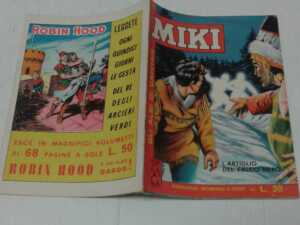 ROBIN HOOD
LEGGETE
OGNI
QUINDICI
GIORNI
LE GESTA
DEL RE
DEGLI
ARCIERI
VERDI
ESCE IN MAGNIFICI VOLUMETTI
DI 68 PAGINE A SOLE L. 50
ROBIN HOOD
DARDO
MIKI
L'ARTIGLIO
DEL FALCO NERO
L. 30